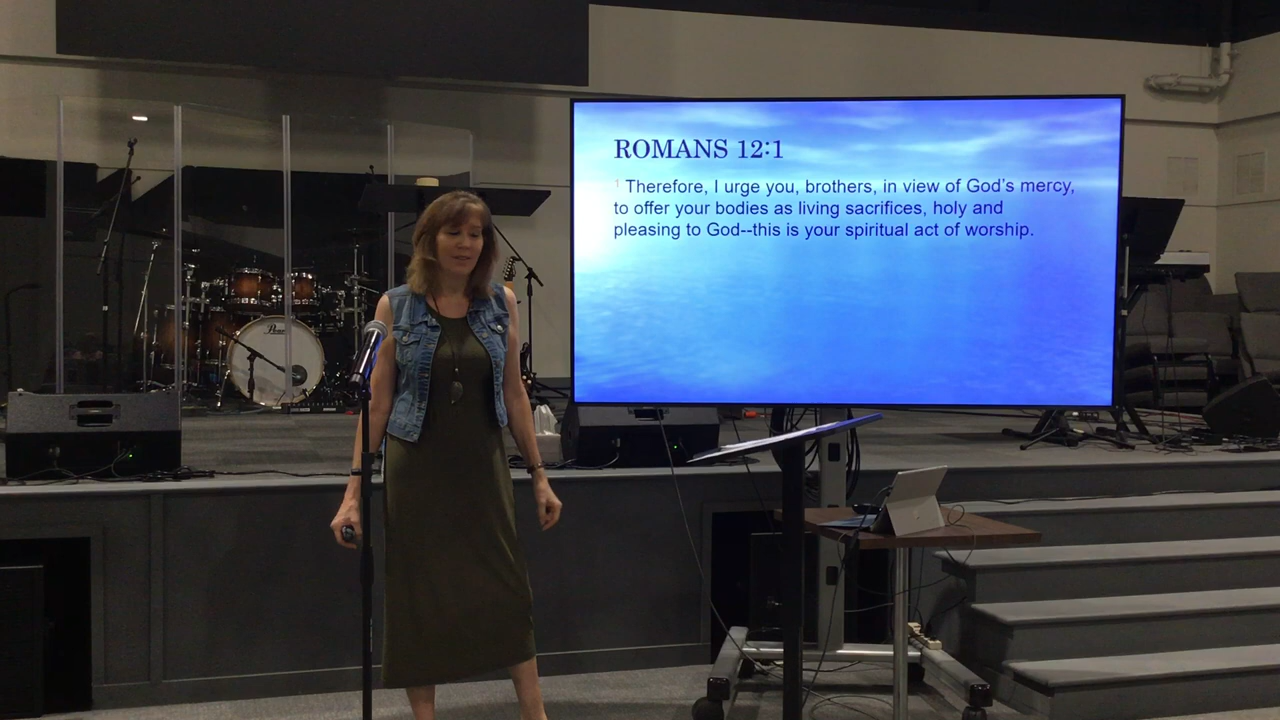 ROMANS 12:1
1 Therefore, I urge you, brothers, in view of God's mercy,
to offer your bodies as living sacrifices, holy and
pleasing to God--this is your spiritual act of worship.
Pearl